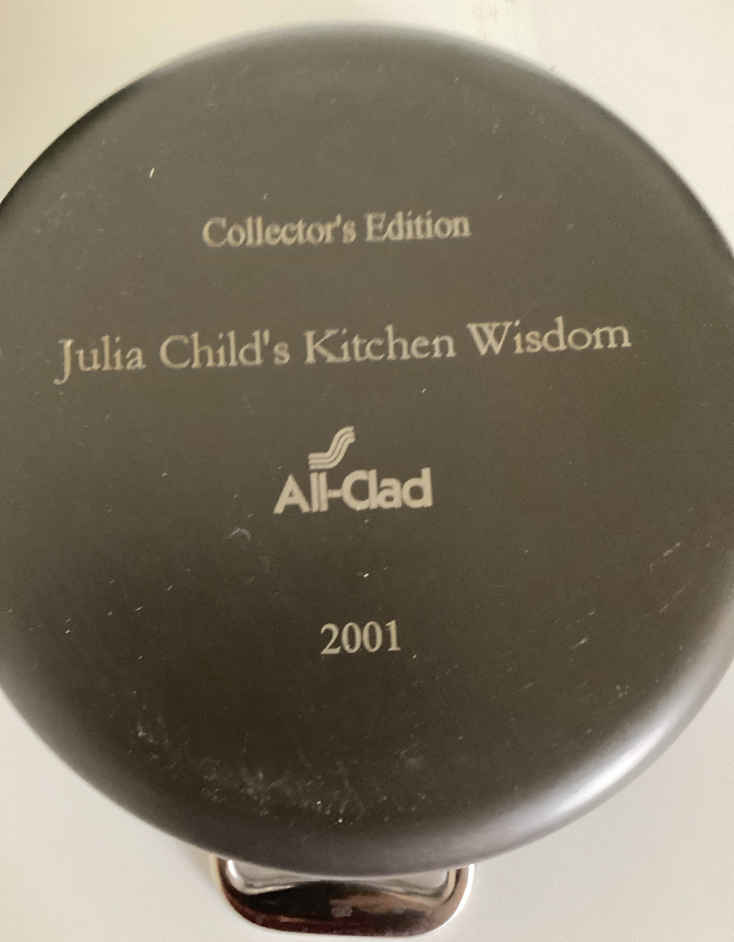 Collector's Edition
Julia Child's Kitchen Wisdom
All-Clad
2001